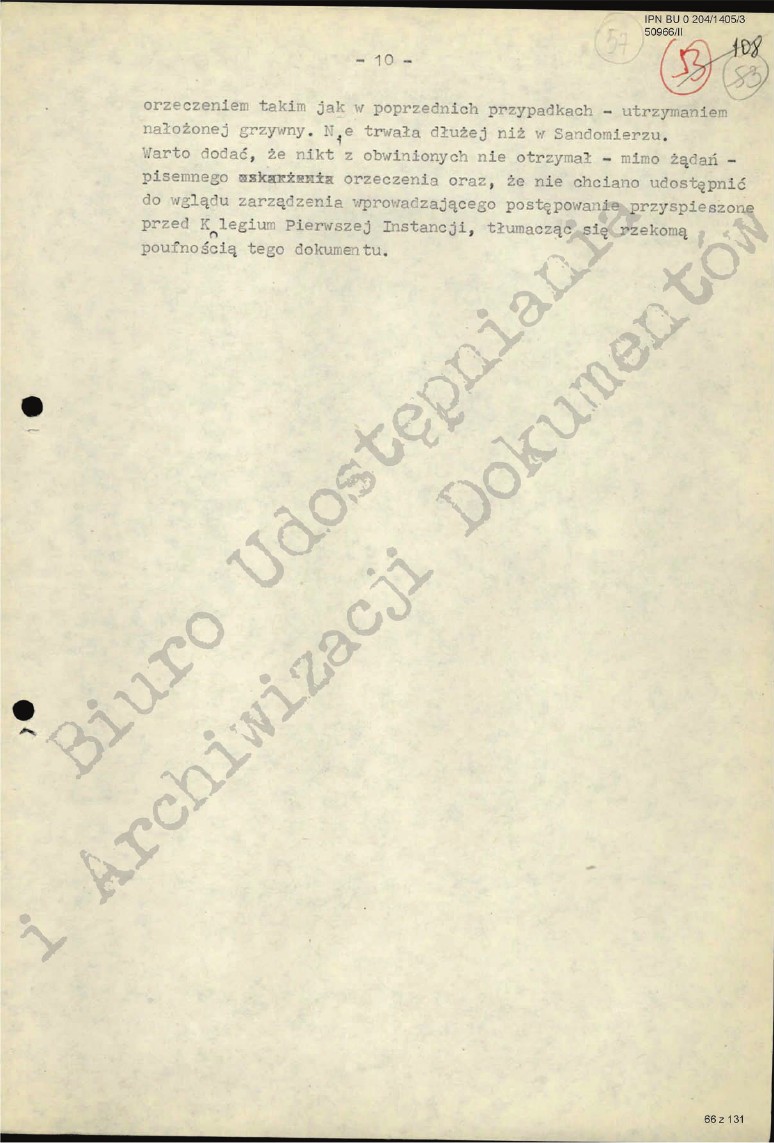 IPN BU 0 204/1405/3
50966/II
57
108
53
83
- 10 -
orzeczeniem takim jak w poprzednich przypadkach - utrzymaniem
nałożonej grzywny. Nie trwała dłużej niż w Sandomierzu.
Warto dodać, że nikt z obwinionych nie otrzymał - mimo żądań -
pisemnego oskarżenia orzeczenia oraz, że nie chciano udostępnić
do wglądu zarządzenia wprowadzającego postępowanie przyspieszone
przed Kolegium Pierwszej Instancji, tłumacząc się rzekomą
poufnością tego dokumentu.
Biuro Udostępniania
i Archiwizacji Dokumentów
66 z 131